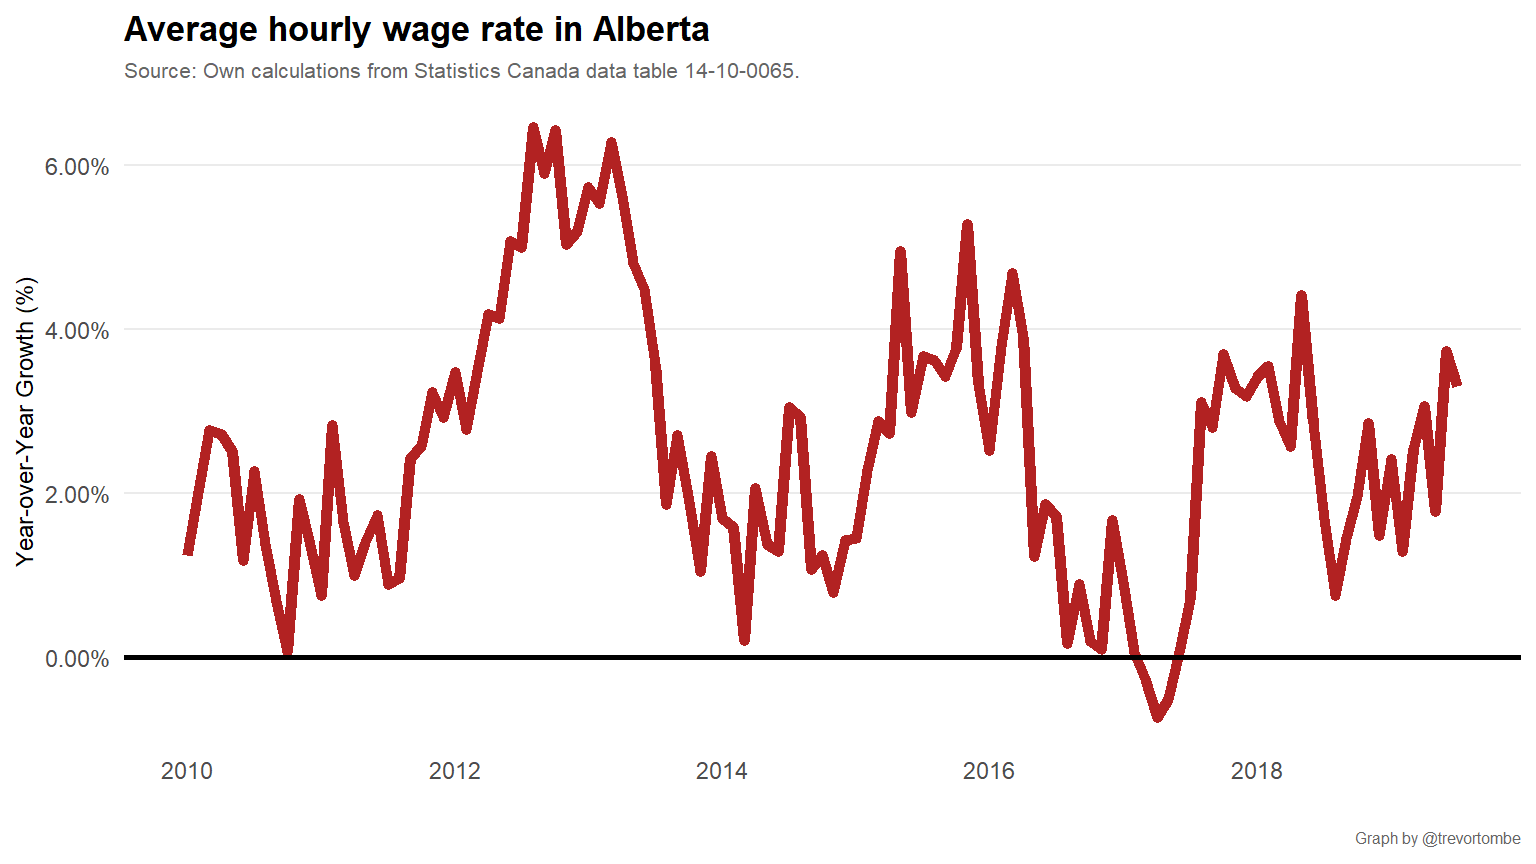 Average hourly wage rate in Alberta
Source: Own calculations from Statistics Canada data table 14-10-0065.
Year-over-Year Growth (%)
6.00%
4.00%
2.00%
0.00%
2010 2012 2014 2016 2018
Graph by @trevortombe